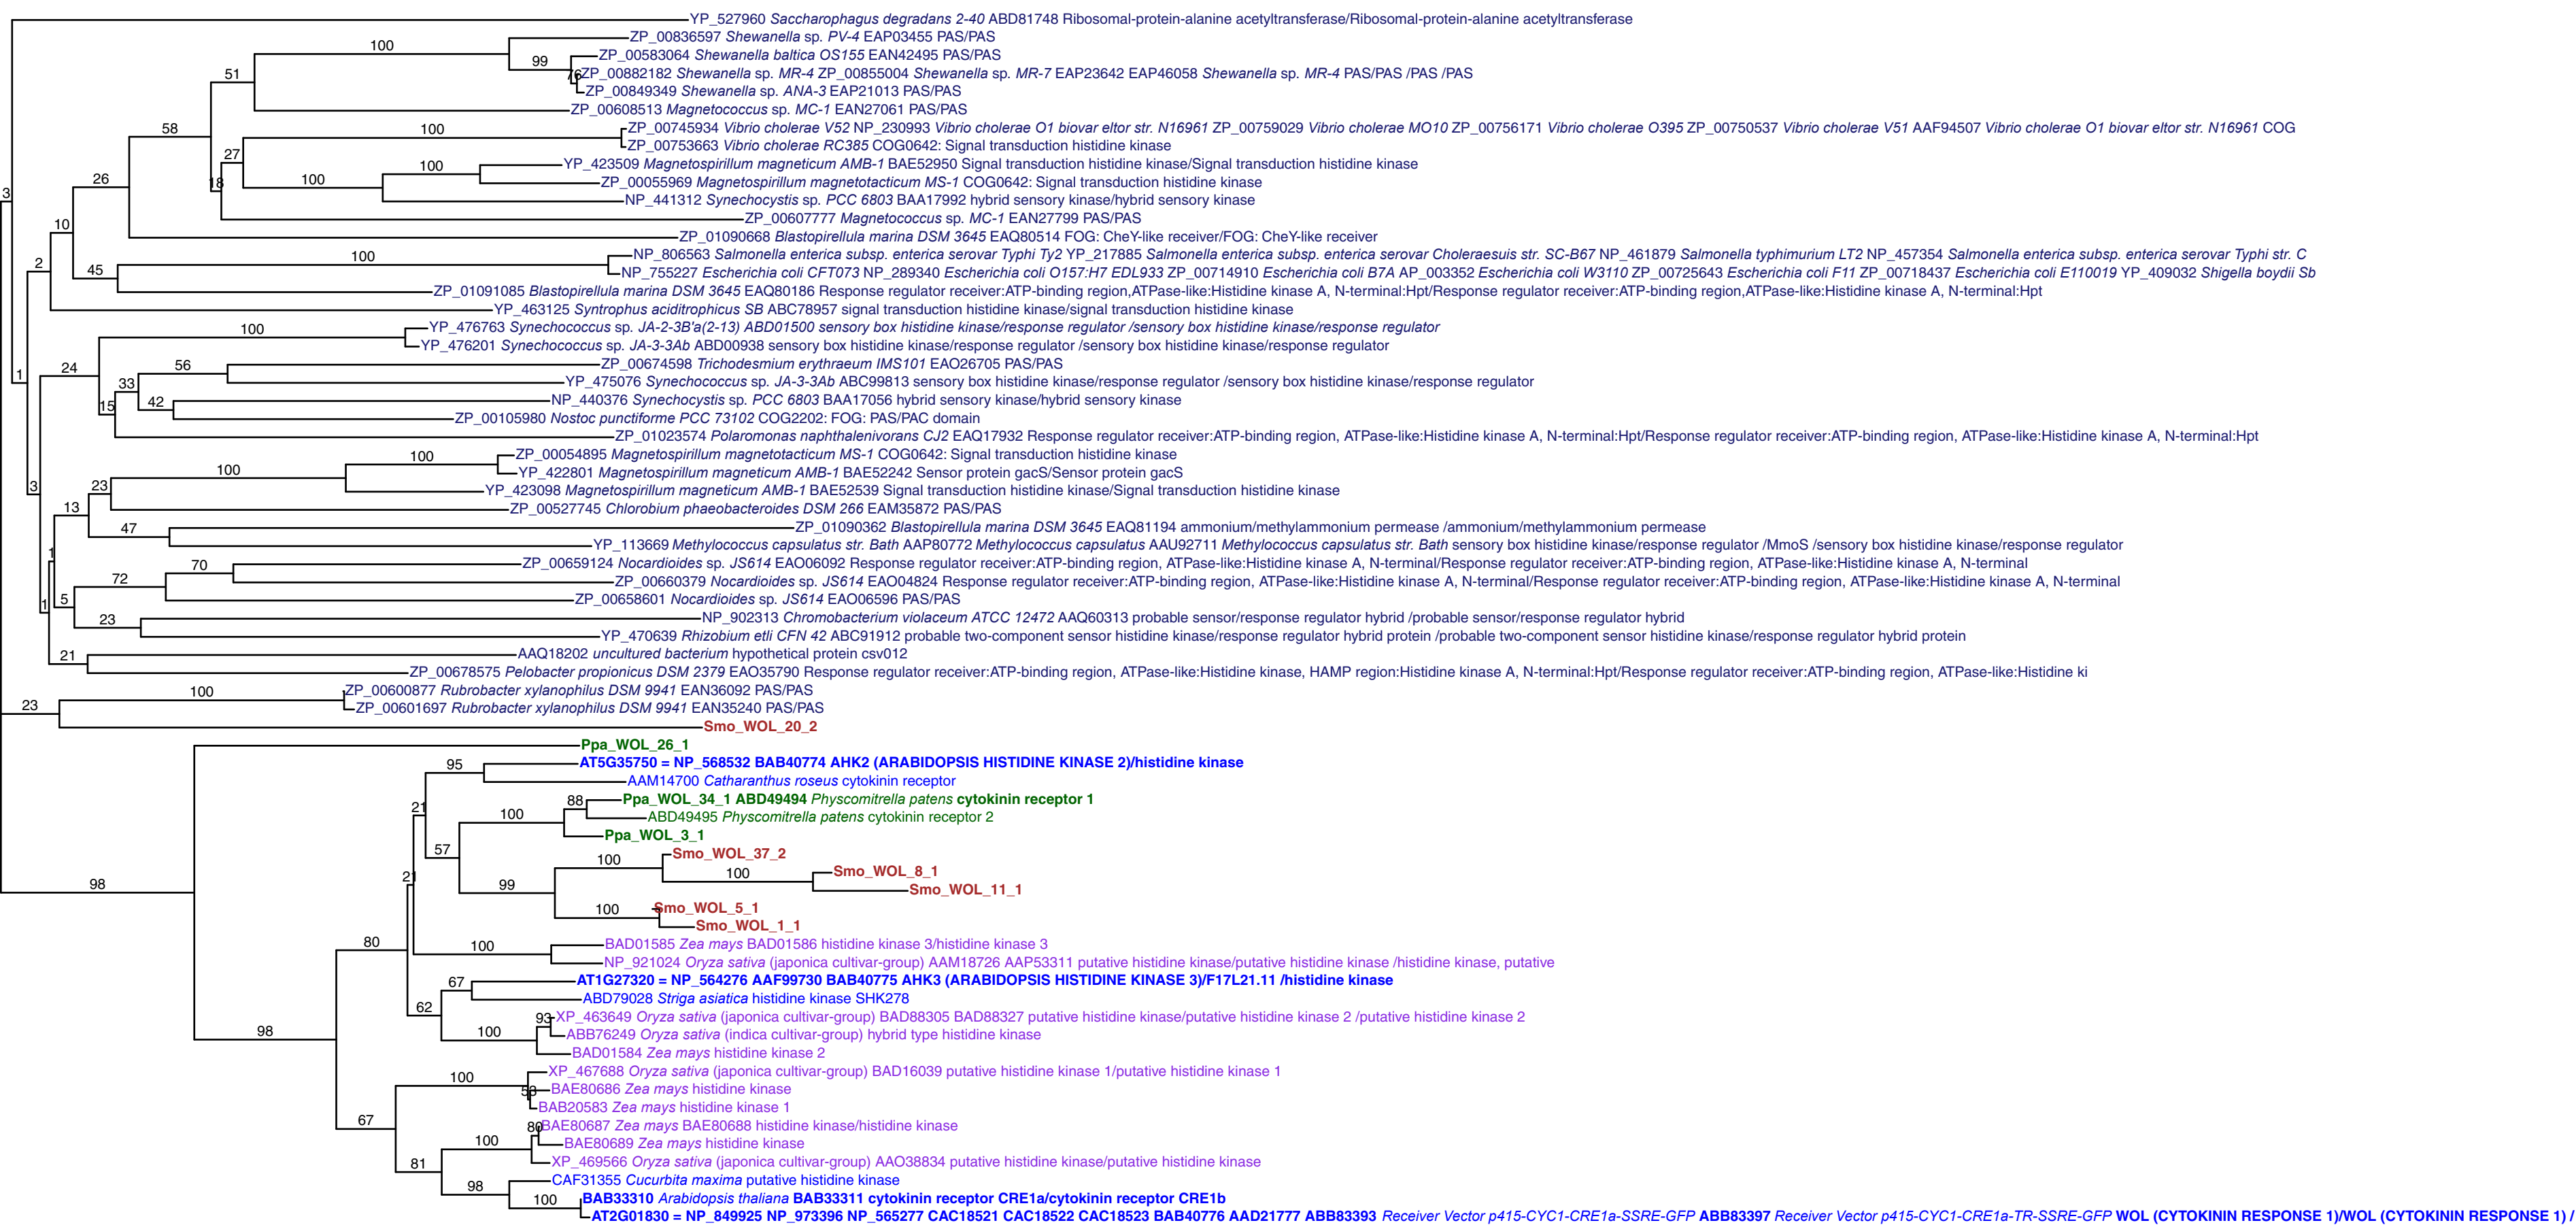 YP_527960 Saccharophagus degradans 2-40 ABD81748 Ribosomal-protein-alanine acetyltransferase/Ribosomal-protein-alanine acetyltransferase
ZP_00836597 Shewanella sp. PV-4 EAP03455 PAS/PAS
100
ZP_00583064 Shewanella baltica OS155 EAN42495 PAS/PAS
99
51
76
ZP_00882182 Shewanella sp. MR-4 ZP_00855004 Shewanella sp. MR-7 EAP23642 EAP46058 Shewanella sp. MR-4 PAS/PAS /PAS /PAS
ZP_00849349 Shewanella sp. ANA-3 EAP21013 PAS/PAS
ZP_00608513 Magnetococcus sp. MC-1 EAN27061 PAS/PAS
58
100
ZP_00745934 Vibrio cholerae V52 NP_230993 Vibrio cholerae O1 biovar eltor str. N16961 ZP_00759029 Vibrio cholerae MO10 ZP_00756171 Vibrio cholerae O395 ZP_00750537 Vibrio cholerae V51 AAF94507 Vibrio cholerae O1 biovar eltor str. N16961 COG
ZP_00753663 Vibrio cholerae RC385 COG0642: Signal transduction histidine kinase
27
100
YP_423509 Magnetospirillum magneticum AMB-1 BAE52950 Signal transduction histidine kinase/Signal transduction histidine kinase
26
18
100
ZP_00055969 Magnetospirillum magnetotacticum MS-1 COG0642: Signal transduction histidine kinase
3
NP_441312 Synechocystis sp. PCC 6803 BAA17992 hybrid sensory kinase/hybrid sensory kinase
10
ZP_00607777 Magnetococcus sp. MC-1 EAN27799 PAS/PAS
ZP_01090668 Blastopirellula marina DSM 3645 EAQ80514 FOG: CheY-like receiver/FOG: CheY-like receiver
2
100
NP_806563 Salmonella enterica subsp. enterica serovar Typhi Ty2 YP_217885 Salmonella enterica subsp. enterica serovar Choleraesuis str. SC-B67 NP_461879 Salmonella typhimurium LT2 NP_457354 Salmonella enterica subsp. enterica serovar Typhi str. C
45
NP_755227 Escherichia coli CFT073 NP_289340 Escherichia coli O157:H7 EDL933 ZP_00714910 Escherichia coli B7A AP_003352 Escherichia coli W3110 ZP_00725643 Escherichia coli F11 ZP_00718437 Escherichia coli E110019 YP_409032 Shigella boydii Sb
ZP_01091085 Blastopirellula marina DSM 3645 EAQ80186 Response regulator receiver:ATP-binding region,ATPase-like:Histidine kinase A, N-terminal:Hpt/Response regulator receiver:ATP-binding region,ATPase-like:Histidine kinase A, N-terminal:Hpt
YP_463125 Syntrophus aciditrophicus SB ABC78957 signal transduction histidine kinase/signal transduction histidine kinase
100
YP_476763 Synechococcus sp. JA-2-3B'a(2-13) ABD01500 sensory box histidine kinase/response regulator /sensory box histidine kinase/response regulator
YP_476201 Synechococcus sp. JA-3-3Ab ABD00938 sensory box histidine kinase/response regulator /sensory box histidine kinase/response regulator
1
24
56
ZP_00674598 Trichodesmium erythraeum IMS101 EAO26705 PAS/PAS
33
YP_475076 Synechococcus sp. JA-3-3Ab ABC99813 sensory box histidine kinase/response regulator /sensory box histidine kinase/response regulator
15
42
NP_440376 Synechocystis sp. PCC 6803 BAA17056 hybrid sensory kinase/hybrid sensory kinase
ZP_00105980 Nostoc punctiforme PCC 73102 COG2202: FOG: PAS/PAC domain
ZP_01023574 Polaromonas naphthalenivorans CJ2 EAQ17932 Response regulator receiver:ATP-binding region, ATPase-like:Histidine kinase A, N-terminal:Hpt/Response regulator receiver:ATP-binding region, ATPase-like:Histidine kinase A, N-terminal:Hpt
100
ZP_00054895 Magnetospirillum magnetotacticum MS-1 COG0642: Signal transduction histidine kinase
100
YP_422801 Magnetospirillum magneticum AMB-1 BAE52242 Sensor protein gacS/Sensor protein gacS
3
23
YP_423098 Magnetospirillum magneticum AMB-1 BAE52539 Signal transduction histidine kinase/Signal transduction histidine kinase
13
ZP_00527745 Chlorobium phaeobacteroides DSM 266 EAM35872 PAS/PAS
47
ZP_01090362 Blastopirellula marina DSM 3645 EAQ81194 ammonium/methylammonium permease /ammonium/methylammonium permease
1
YP_113669 Methylococcus capsulatus str. Bath AAP80772 Methylococcus capsulatus AAU92711 Methylococcus capsulatus str. Bath sensory box histidine kinase/response regulator /MmoS /sensory box histidine kinase/response regulator
70
ZP_00659124 Nocardioides sp. JS614 EAO06092 Response regulator receiver:ATP-binding region, ATPase-like:Histidine kinase A, N-terminal/Response regulator receiver:ATP-binding region, ATPase-like:Histidine kinase A, N-terminal
72
ZP_00660379 Nocardioides sp. JS614 EAO04824 Response regulator receiver:ATP-binding region, ATPase-like:Histidine kinase A, N-terminal/Response regulator receiver:ATP-binding region, ATPase-like:Histidine kinase A, N-terminal
1
5
ZP_00658601 Nocardioides sp. JS614 EAO06596 PAS/PAS
23
NP_902313 Chromobacterium violaceum ATCC 12472 AAQ60313 probable sensor/response regulator hybrid /probable sensor/response regulator hybrid
YP_470639 Rhizobium etli CFN 42 ABC91912 probable two-component sensor histidine kinase/response regulator hybrid protein /probable two-component sensor histidine kinase/response regulator hybrid protein
21
AAQ18202 uncultured bacterium hypothetical protein csv012
ZP_00678575 Pelobacter propionicus DSM 2379 EAO35790 Response regulator receiver:ATP-binding region, ATPase-like:Histidine kinase, HAMP region:Histidine kinase A, N-terminal:Hpt/Response regulator receiver:ATP-binding region, ATPase-like:Histidine ki
100
ZP_00600877 Rubrobacter xylanophilus DSM 9941 EAN36092 PAS/PAS
23
ZP_00601697 Rubrobacter xylanophilus DSM 9941 EAN35240 PAS/PAS
Smo_WOL_20_2
Ppa_WOL_26_1
95
AT5G35750 = NP_568532 BAB40774 AHK2 (ARABIDOPSIS HISTIDINE KINASE 2)/histidine kinase
AAM14700 Catharanthus roseus cytokinin receptor
21
88
Ppa_WOL_34_1 ABD49494 Physcomitrella patens cytokinin receptor 1
100
ABD49495 Physcomitrella patens cytokinin receptor 2
Ppa_WOL_3_1
57
100
Smo_WOL_37_2
100
Smo_WOL_8_1
98
21
99
Smo_WOL_11_1
100
Smo_WOL_5_1
Smo_WOL_1_1
80
100
BAD01585 Zea mays BAD01586 histidine kinase 3/histidine kinase 3
NP_921024 Oryza sativa (japonica cultivar-group) AAM18726 AAP53311 putative histidine kinase/putative histidine kinase /histidine kinase, putative
67
AT1G27320 = NP_564276 AAF99730 BAB40775 AHK3 (ARABIDOPSIS HISTIDINE KINASE 3)/F17L21.11 /histidine kinase
ABD79028 Striga asiatica histidine kinase SHK278
62
93
XP_463649 Oryza sativa (japonica cultivar-group) BAD88305 BAD88327 putative histidine kinase/putative histidine kinase 2 /putative histidine kinase 2
98
100
ABB76249 Oryza sativa (indica cultivar-group) hybrid type histidine kinase
BAD01584 Zea mays histidine kinase 2
100
XP_467688 Oryza sativa (japonica cultivar-group) BAD16039 putative histidine kinase 1/putative histidine kinase 1
BAE80686 Zea mays histidine kinase
BAB20583 Zea mays histidine kinase 1
67
80
BAE80687 Zea mays BAE80688 histidine kinase/histidine kinase
100
BAE80689 Zea mays histidine kinase
81
XP_469566 Oryza sativa (japonica cultivar-group) AAO38834 putative histidine kinase/putative histidine kinase
98
CAF31355 Cucurbita maxima putative histidine kinase
100
BAB33310 Arabidopsis thaliana BAB33311 cytokinin receptor CRE1a/cytokinin receptor CRE1b
AT2G01830 = NP_849925 NP_973396 NP_565277 CAC18521 CAC18522 CAC18523 BAB40776 AAD21777 ABB83393 Receiver Vector p415-CYC1-CRE1a-SSRE-GFP ABB83397 Receiver Vector p415-CYC1-CRE1a-TR-SSRE-GFP WOL (CYTOKININ RESPONSE 1)/WOL (CYTOKININ RESPONSE 1) /